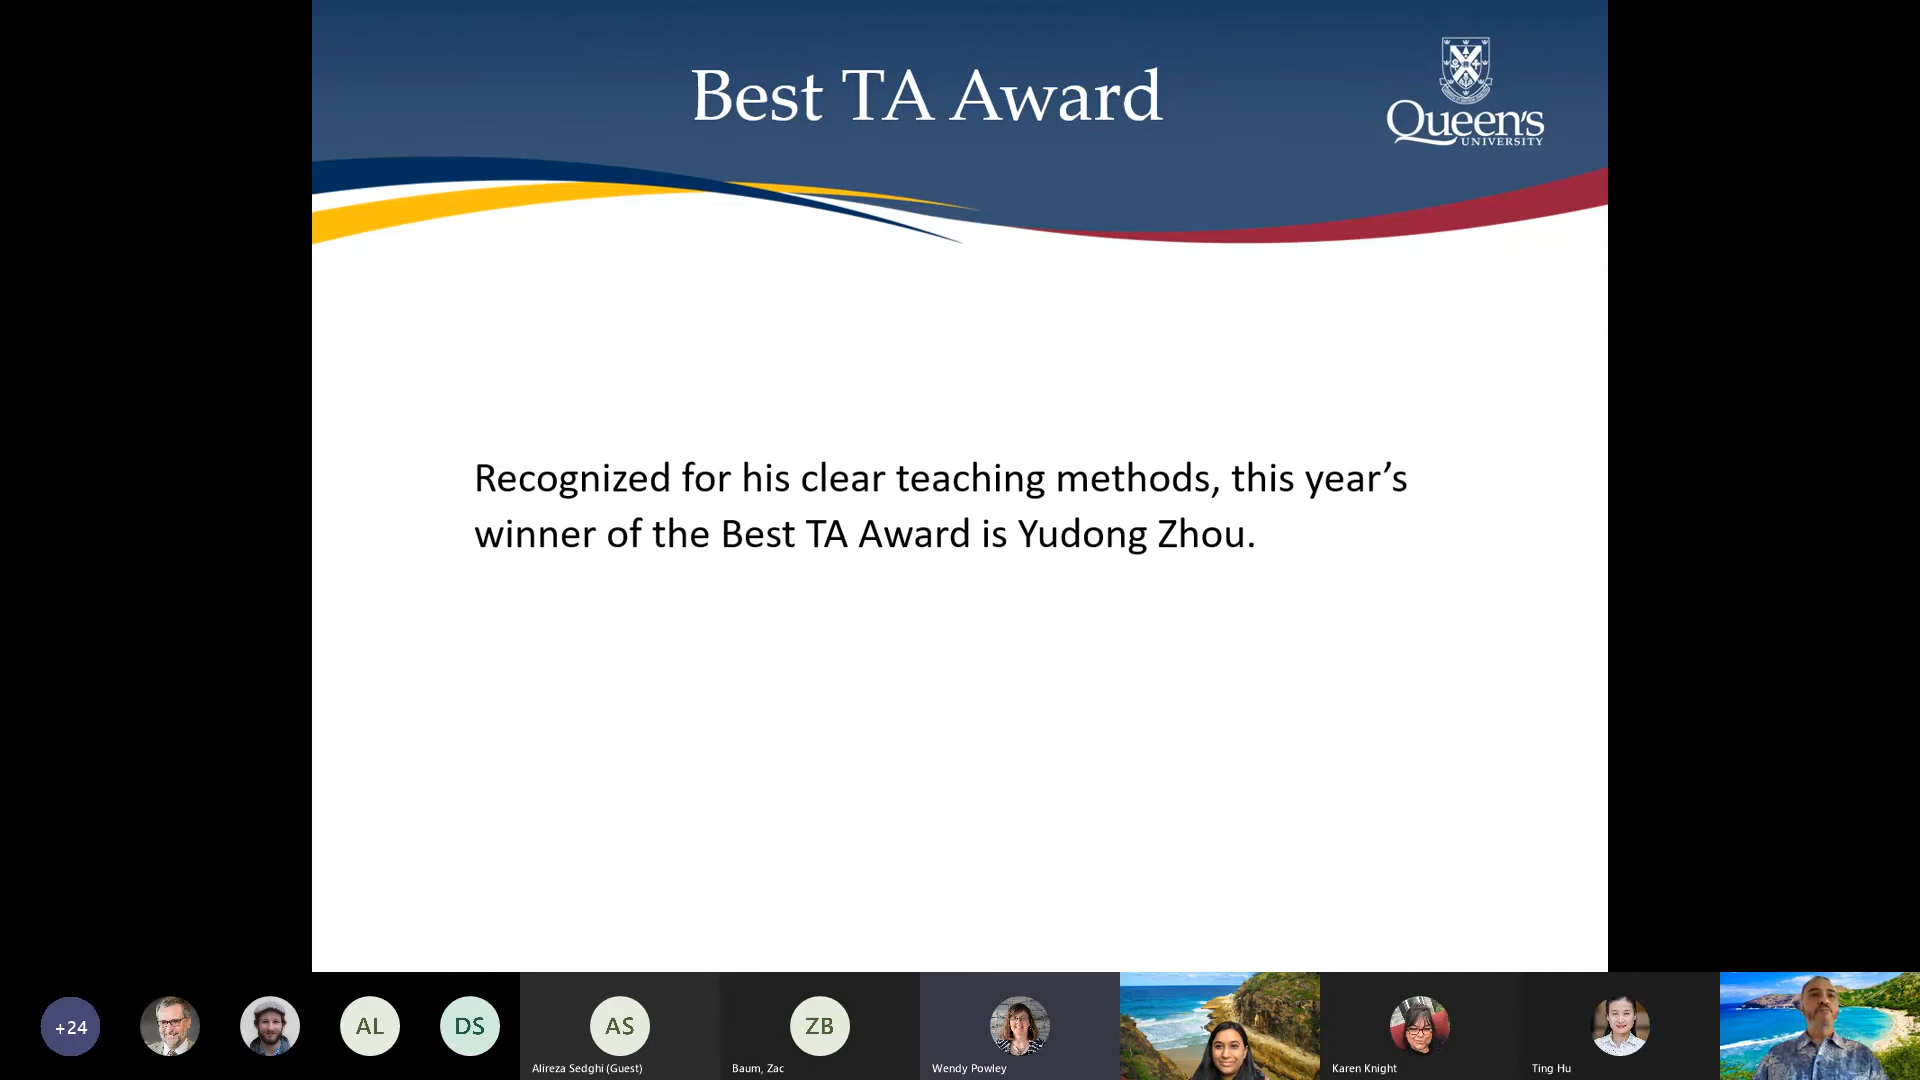 Best TA Award
Queen's
UNIVERSITY
Recognized for his clear teaching methods, this year’s
winner of the Best TA Award is Yudong Zhou.
+24
AL
DS
AS
ZB
Alireza Sedghi (Guest)
Baum, Zac
Wendy Powley
Karen Knight
Ting Hu